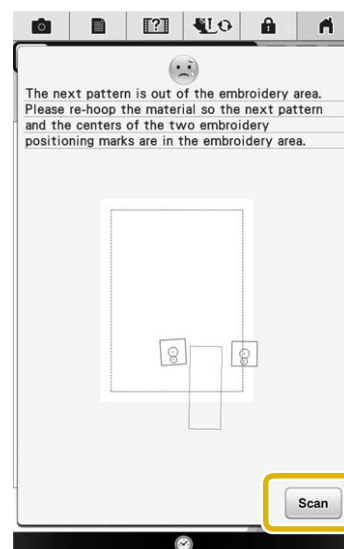 The next pattern is out of the embroidery area.
Please re-hoop the material so the next pattern
and the centers of the two embroidery
positioning marks are in the embroidery area.
Scan